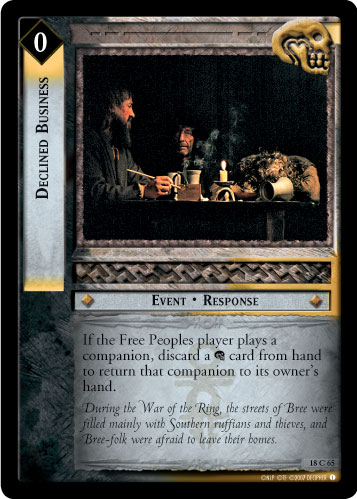 0
DECLINED BUSINESS
EVENT • RESPONSE
If the Free Peoples player plays a
companion, discard a card from hand
to return that companion to its owner's
hand.
During the War of the Ring, the streets of Bree were
filled mainly with Southern ruffians and thieves, and
Bree-folk were afraid to leave their homes.
18 C 65